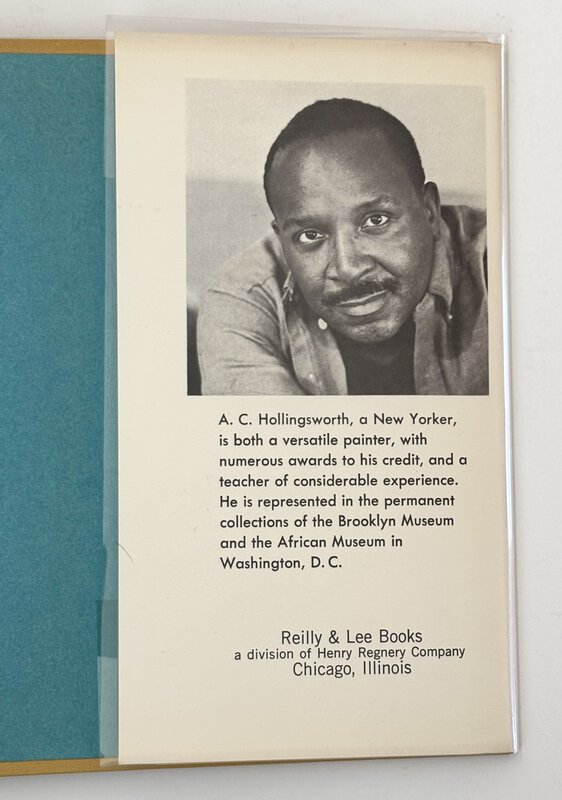 A. C. Hollingsworth, a New Yorker,
is both a versatile painter, with
numerous awards to his credit, and a
teacher of considerable experience.
He is represented in the permanent
collections of the Brooklyn Museum
and the African Museum in
Washington, D. C.
Reilly & Lee Books
a division of Henry Regnery Company
Chicago, Illinois